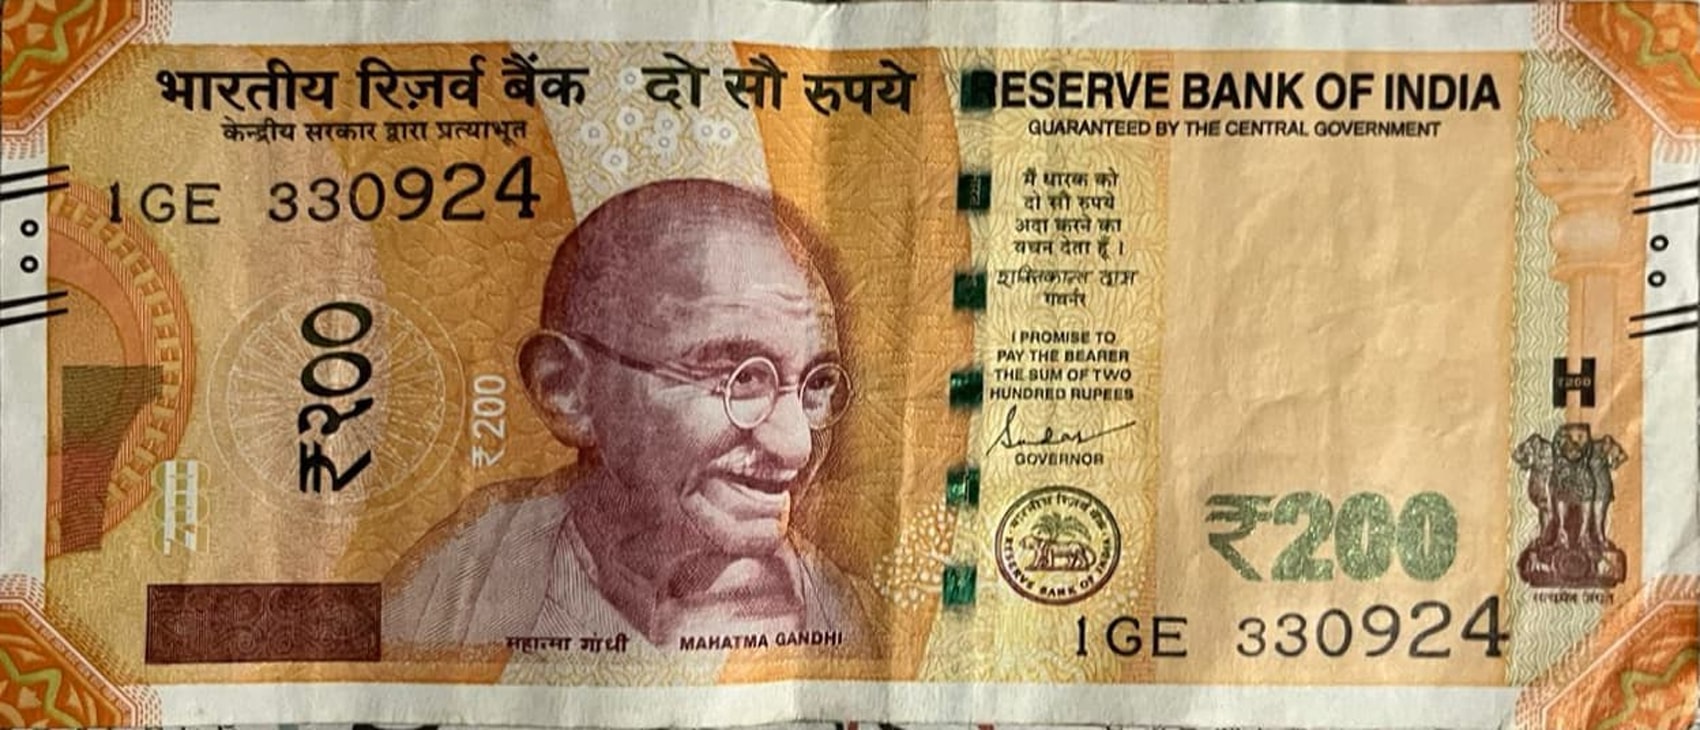 भारतीय रिज़र्व बैंक दो सौ रुपये RESERVE BANK OF INDIA
केन्द्रीय सरकार द्वारा प्रत्याभूत
GUARANTEED BY THE CENTRAL GOVERNMENT
1GE 330924
₹२००
₹200
मैं धारक को
दो सौ रुपये
अदा करने का
वचन देता हूँ ।
शक्तिकान्त दास
गवर्नर
I PROMISE TO
PAY THE BEARER
THE SUM OF TWO
HUNDRED RUPEES
GOVERNOR
भारतीय रिज़र्व बैंक
RESERVE BANK OF INDIA
₹200
₹200
सत्यमेव जयते
1GE 330924
महात्मा गांधी MAHATMA GANDHI